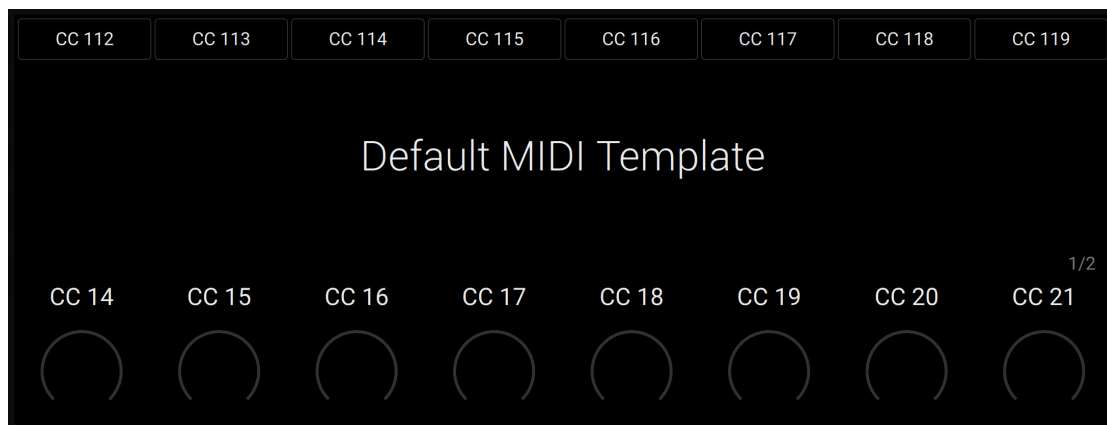 CC 112 CC 113 CC 114 CC 115 CC 116 CC 117 CC 118 CC 119
Default MIDI Template
1/2
CC 14 CC 15 CC 16 CC 17 CC 18 CC 19 CC 20 CC 21